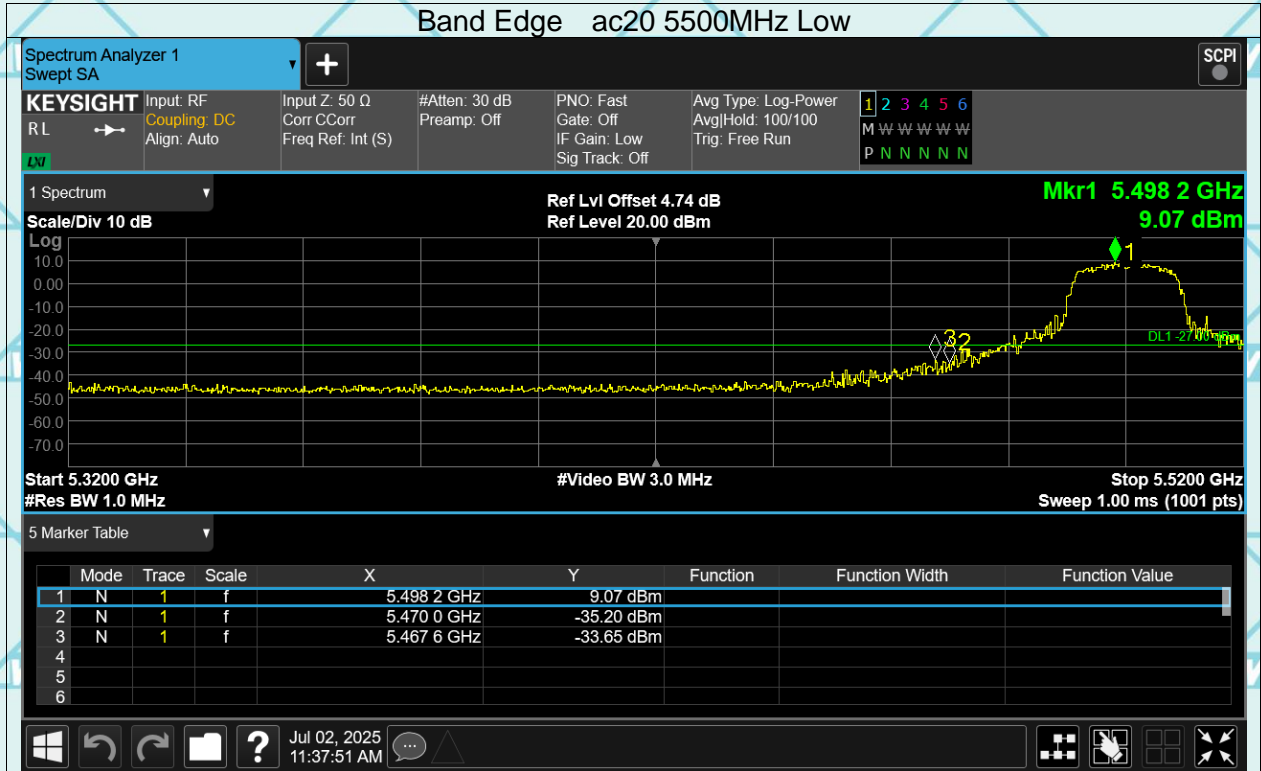 Band Edge ac20 5500MHz Low
Spectrum Analyzer 1
Swept SA
SCPI
KEYSIGHT
RL
LXI
Input: RF
Coupling: DC
Align: Auto
Input Z: 50 Ω
Corr CCorr
Freq Ref: Int (S)
#Atten: 30 dB
Preamp: Off
PNO: Fast
Gate: Off
IF Gain: Low
Sig Track: Off
Avg Type: Log-Power
Avg|Hold: 100/100
Trig: Free Run
1 2 3 4 5 6
M W W W W W W
P N N N N N N
1 Spectrum
Scale/Div 10 dB
Ref Lvl Offset 4.74 dB
Ref Level 20.00 dBm
Mkr1 5.498 2 GHz
9.07 dBm
Log
10.0
0.00
-10.0
-20.0
-30.0
-40.0
-50.0
-60.0
-70.0
1
3 2
DL1 -27.00 dBm
Start 5.3200 GHz
#Video BW 3.0 MHz
Stop 5.5200 GHz
#Res BW 1.0 MHz
Sweep 1.00 ms (1001 pts)
5 Marker Table
Mode Trace Scale X Y Function Function Width Function Value
1 N 1 f 5.498 2 GHz 9.07 dBm
2 N 1 f 5.470 0 GHz -35.20 dBm
3 N 1 f 5.467 6 GHz -33.65 dBm
4
5
6
?
Jul 02, 2025
11:37:51 AM